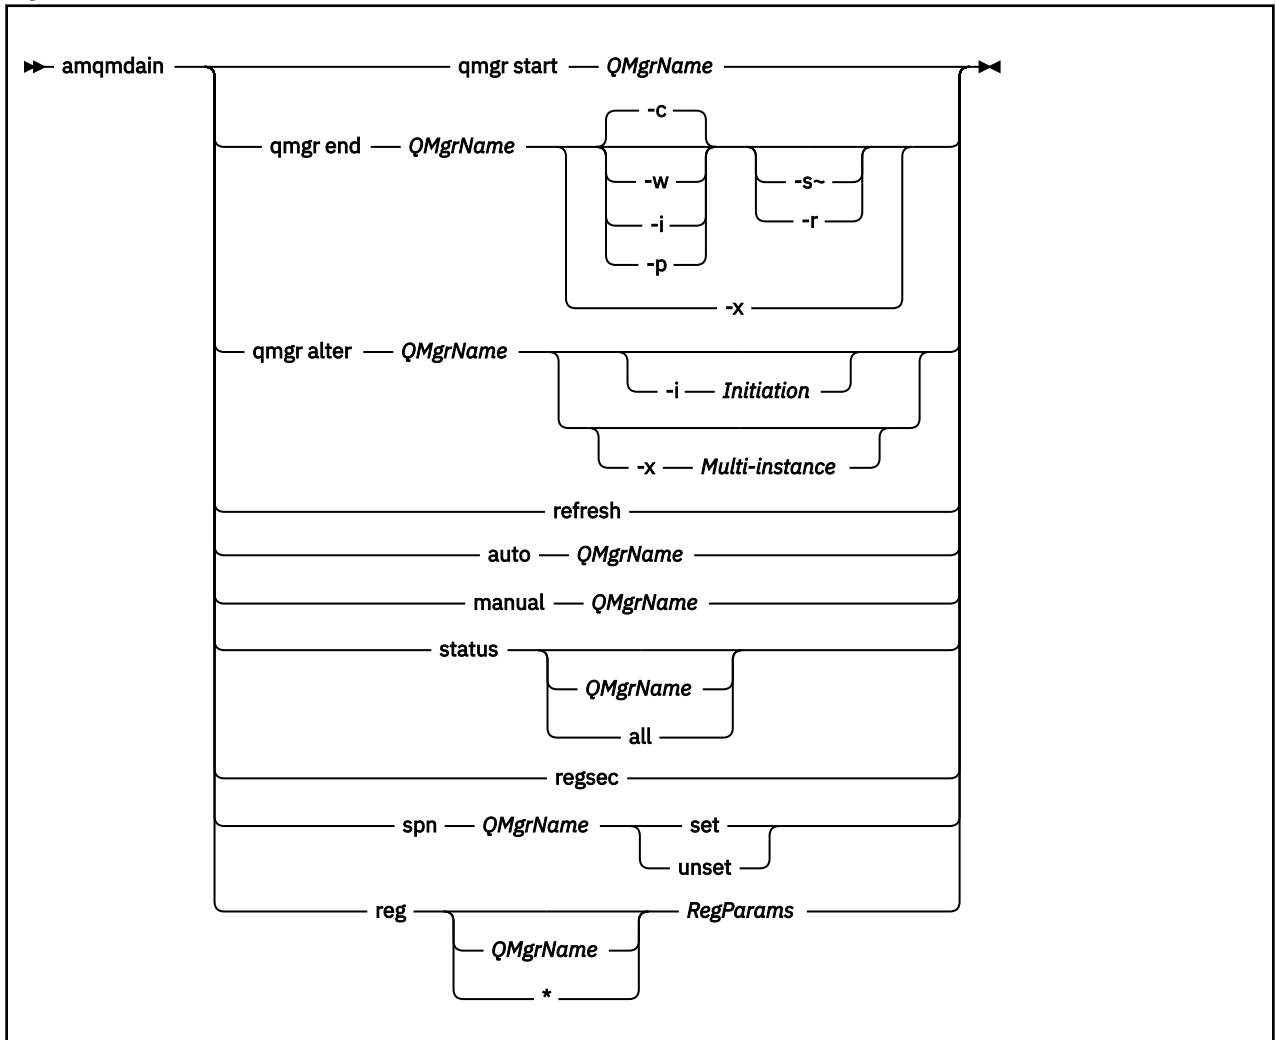 amqmdain qmgr start QMgrName
-c
qmgr end QMgrName
-w -s~
-i -r
-p
-x
qmgr alter QMgrName
-i Initiation
-x Multi-instance
refresh
auto QMgrName
manual QMgrName
status
QMgrName
all
regsec
spn QMgrName set
unset
reg RegParams
QMgrName
*